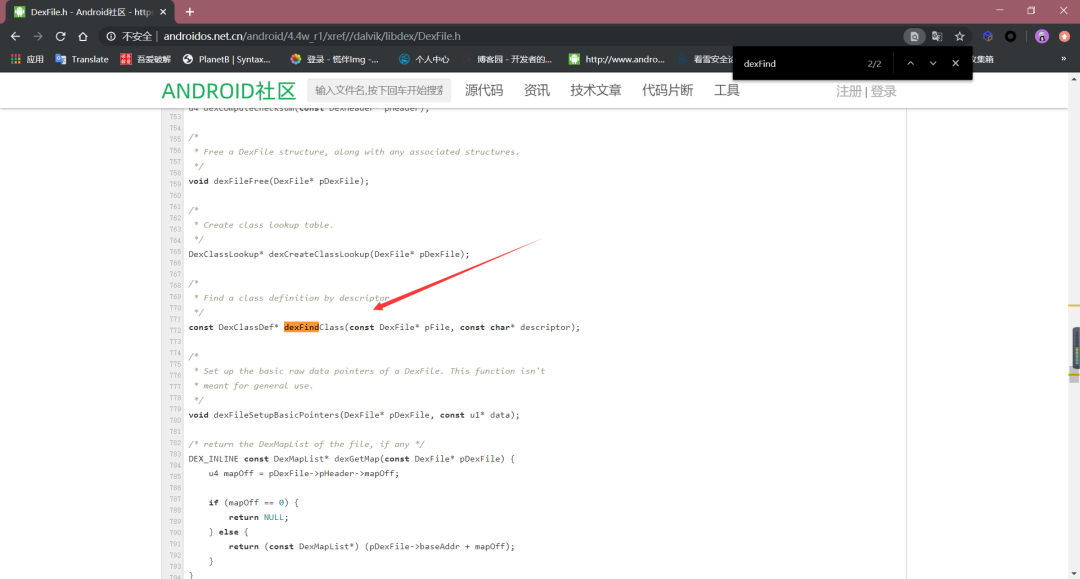 DexFile.h - Android社区 - https
不安全 | androidos.net.cn/android/4.4w_r1/xref//dalvik/libdex/DexFile.h
应用 Translate 吾爱破解 PlanetB | Syntax... 登录 - 慌伴Img -... 个人中心 博客园 - 开发者的... http://www.andro... 看雪安全论 收集箱 »
dexFind 2/2
ANDROID社区 输入文件名,按下回车开始搜索 源代码 资讯 技术文章 代码片断 工具 注册 | 登录
u4 dexComputeChecksum(const DexHeader* pHeader);
753
754
755 /*
756 * Free a DexFile structure, along with any associated structures.
757 */
758
759 void dexFileFree(DexFile* pDexFile);
760
761 /*
762 * Create class lookup table.
763
764 */
765 DexClassLookup* dexCreateClassLookup(DexFile* pDexFile);
766
767
768 /*
769 * Find a class definition by descriptor
770
771 */
772 const DexClassDef* dexFindClass(const DexFile* pFile, const char* descriptor);
773
774 /*
775 * Set up the basic raw data pointers of a DexFile. This function isn't
776
777 * meant for general use.
778 */
779 void dexFileSetupBasicPointers(DexFile* pDexFile, const u1* data);
780
781
782 /* return the DexMapList of the file, if any */
783 DEX_INLINE const DexMapList* dexGetMap(const DexFile* pDexFile) {
784
785 u4 mapOff = pDexFile->pHeader->mapOff;
786
787 if (mapOff == 0) {
788
789 return NULL;
790 } else {
791 return (const DexMapList*) (pDexFile->baseAddr + mapOff);
792 }
793
794 }